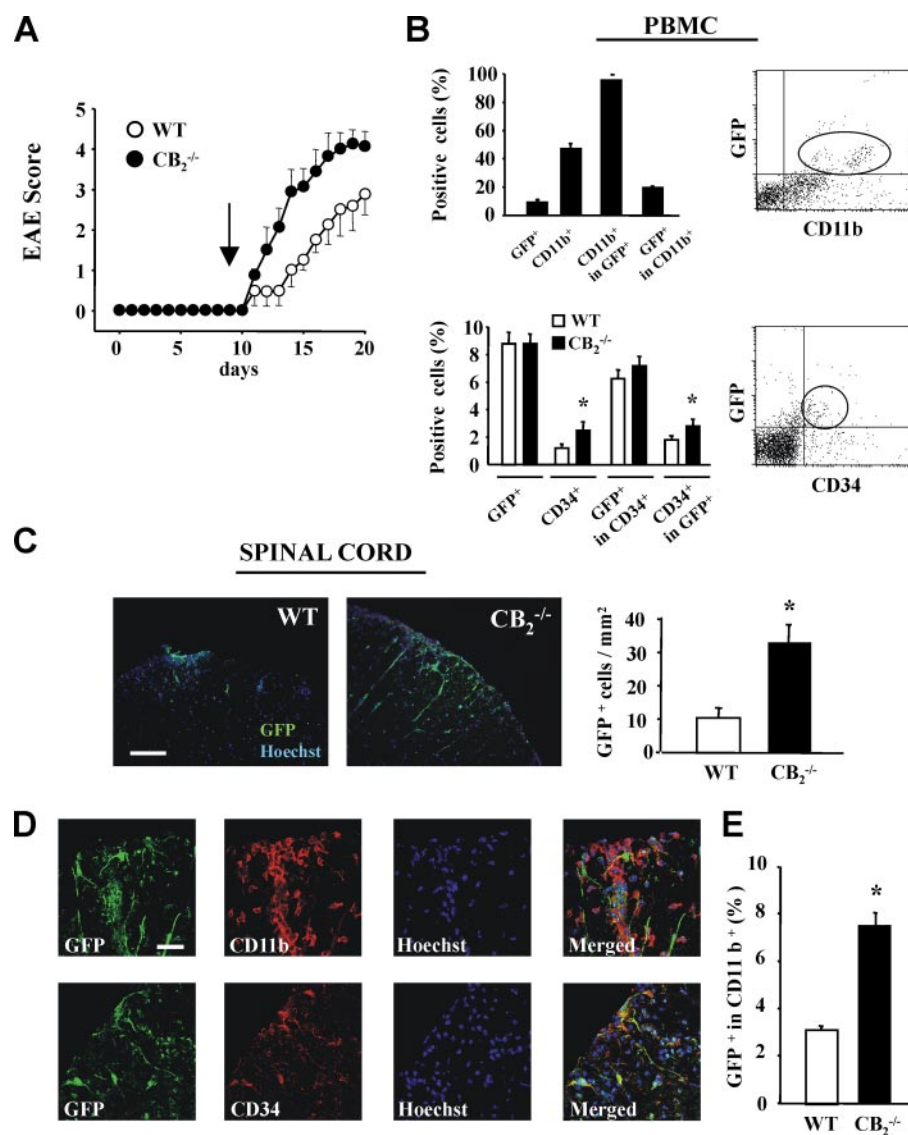 A
EAE Score
5
4
3
2
1
0
WT
CB₂⁻/⁻
0 5 10 15 20
days
B
PBMC
Positive cells (%)
100
80
60
40
20
0
GFP⁺
CD11b⁺
CD11b⁺
in GFP⁺
GFP⁺
in CD11b⁺
GFP
CD11b
Positive cells (%)
10
8
6
4
2
0
WT
CB₂⁻/⁻
*
*
GFP⁺
CD34⁺
GFP⁺
in CD34⁺
CD34⁺
in GFP⁺
GFP
CD34
C
SPINAL CORD
WT
GFP
Hoechst
CB₂⁻/⁻
GFP⁺ cells / mm²
40
30
20
10
0
*
WT CB₂⁻/⁻
D
GFP
CD11b
Hoechst
Merged
GFP
CD34
Hoechst
Merged
E
GFP⁺ in CD11b⁺ (%)
10
8
6
4
2
0
*
WT CB₂⁻/⁻